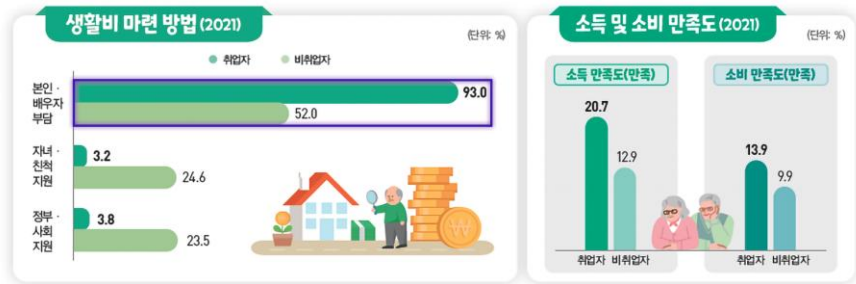 생활비 마련 방법(2021)
(단위: %)
취업자 비취업자
본인·
배우자
부담
93.0
52.0
자녀·
친척
지원
3.2
24.6
정부·
사회
지원
3.8
23.5
₩
소득 및 소비 만족도(2021)
(단위: %)
소득 만족도(만족)
20.7
12.9
취업자 비취업자
소비 만족도(만족)
13.9
9.9
취업자 비취업자